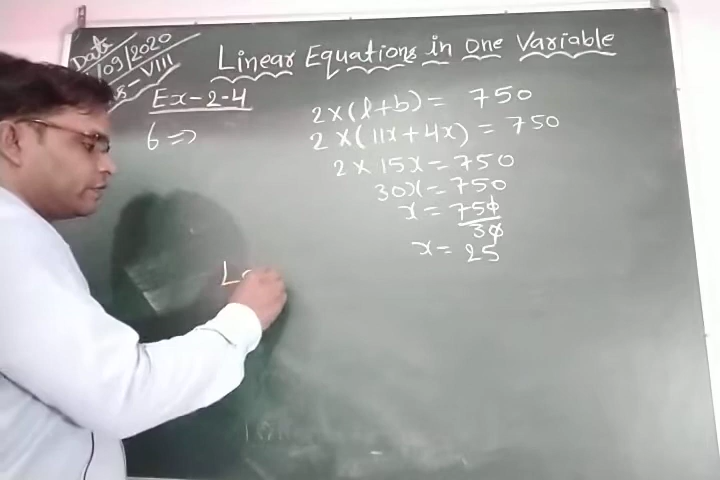 Date
/09/2020
- VIII
Linear Equations in one Variable
Ex-2-4
6 =>
2×(l+b) = 750
2×(11x+4x) = 750
2 × 15x = 750
30x = 750
x = 750/30
x = 25
L